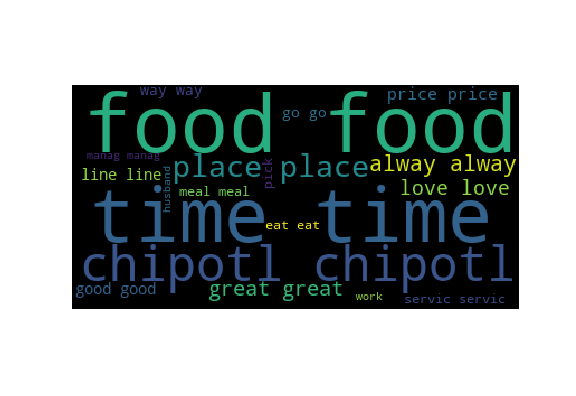 way way
price price
food food
go go
manag manag
place place
alway alway
line line
husband
pick
meal meal
love love
time time
eat eat
chipotl chipotl
good good
great great
work
servic servic